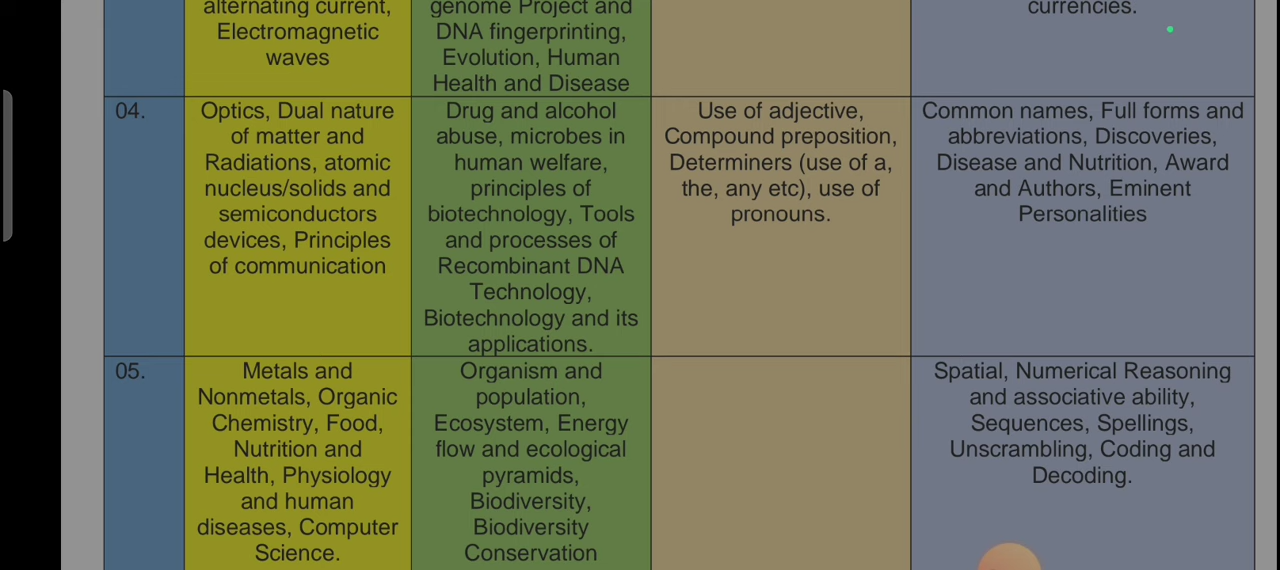 alternating current,
Electromagnetic
waves
genome Project and
DNA fingerprinting,
Evolution, Human
Health and Disease
currencies.
04.
Optics, Dual nature
of matter and
Radiations, atomic
nucleus/solids and
semiconductors
devices, Principles
of communication
Drug and alcohol
abuse, microbes in
human welfare,
principles of
biotechnology, Tools
and processes of
Recombinant DNA
Technology,
Biotechnology and its
applications.
Use of adjective,
Compound preposition,
Determiners (use of a,
the, any etc), use of
pronouns.
Common names, Full forms and
abbreviations, Discoveries,
Disease and Nutrition, Award
and Authors, Eminent
Personalities
05.
Metals and
Nonmetals, Organic
Chemistry, Food,
Nutrition and
Health, Physiology
and human
diseases, Computer
Science.
Organism and
population,
Ecosystem, Energy
flow and ecological
pyramids,
Biodiversity,
Biodiversity
Conservation
Spatial, Numerical Reasoning
and associative ability,
Sequences, Spellings,
Unscrambling, Coding and
Decoding.